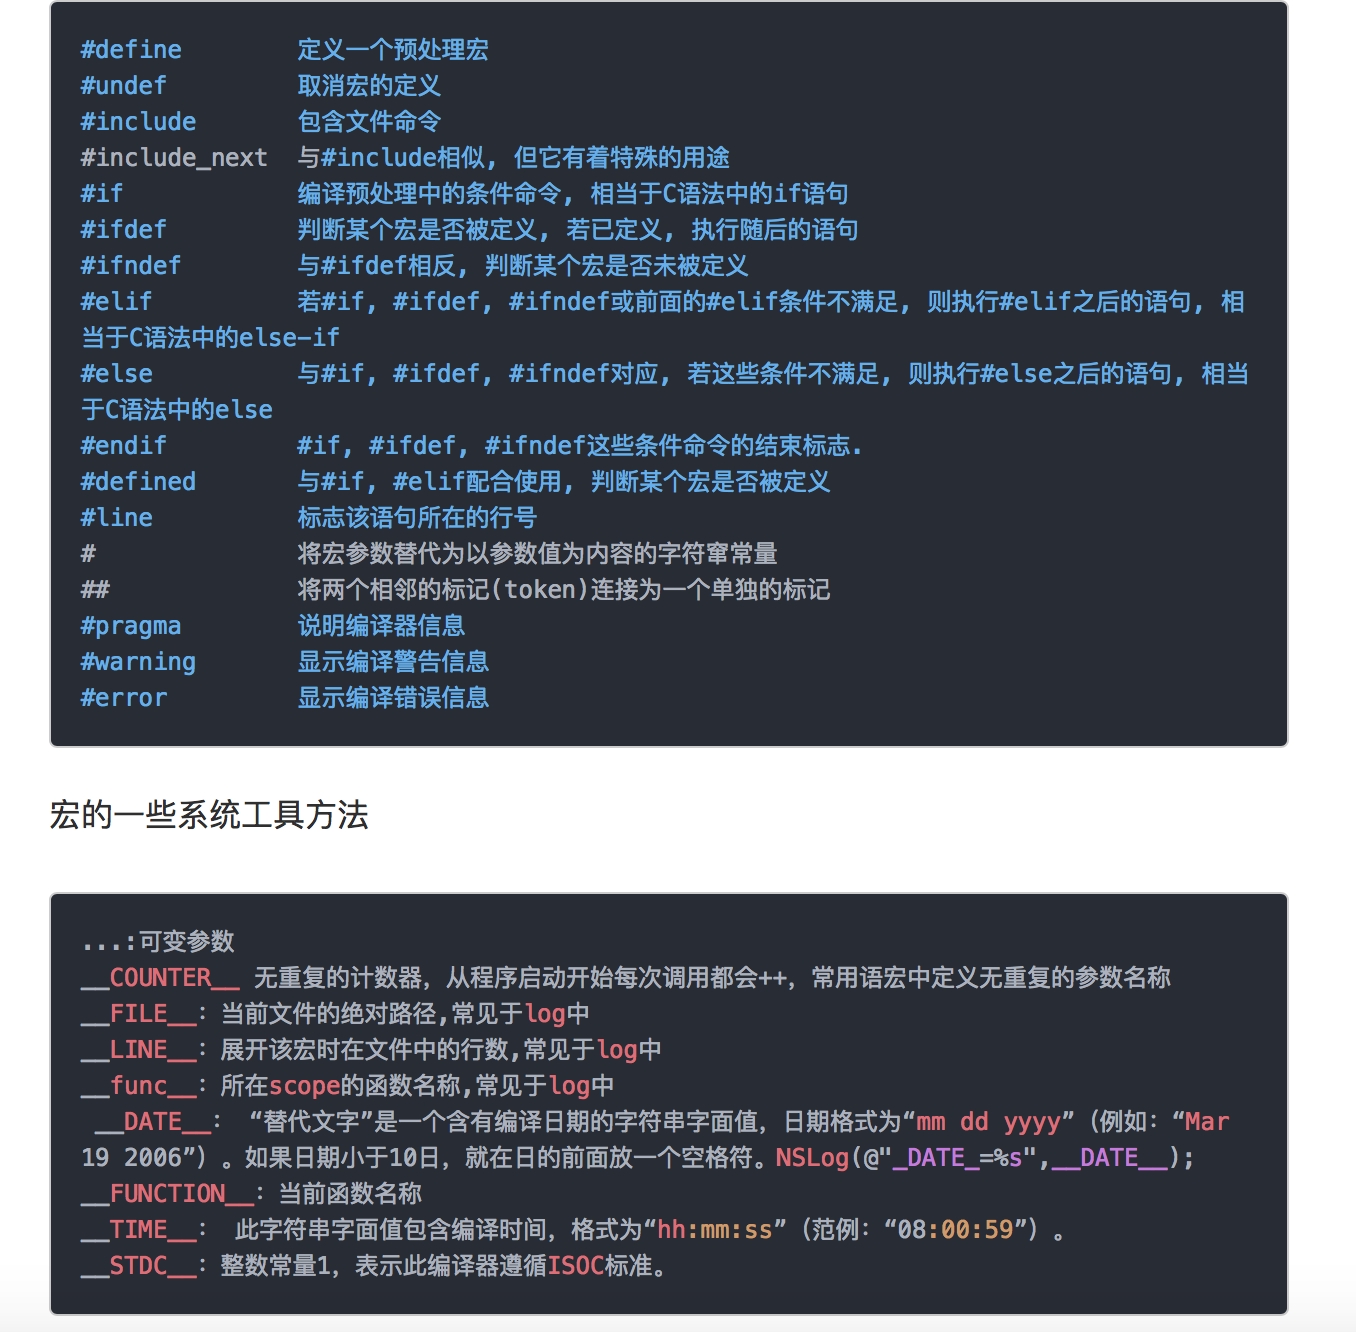 #define 定义一个预处理宏
#undef 取消宏的定义
#include 包含文件命令
#include_next 与#include相似, 但它有着特殊的用途
#if 编译预处理中的条件命令, 相当于C语法中的if语句
#ifdef 判断某个宏是否被定义, 若已定义, 执行随后的语句
#ifndef 与#ifdef相反, 判断某个宏是否未被定义
#elif 若#if, #ifdef, #ifndef或前面的#elif条件不满足, 则执行#elif之后的语句, 相
当于C语法中的else-if
#else 与#if, #ifdef, #ifndef对应, 若这些条件不满足, 则执行#else之后的语句, 相当
于C语法中的else
#endif #if, #ifdef, #ifndef这些条件命令的结束标志.
#defined 与#if, #elif配合使用, 判断某个宏是否被定义
#line 标志该语句所在的行号
# 将宏参数替代为以参数值为内容的字符窜常量
## 将两个相邻的标记(token)连接为一个单独的标记
#pragma 说明编译器信息
#warning 显示编译警告信息
#error 显示编译错误信息
宏的一些系统工具方法
...:可变参数
__COUNTER__ 无重复的计数器，从程序启动开始每次调用都会++，常用语宏中定义无重复的参数名称
__FILE__：当前文件的绝对路径,常见于log中
__LINE__：展开该宏时在文件中的行数,常见于log中
__func__：所在scope的函数名称,常见于log中
__DATE__： “替代文字”是一个含有编译日期的字符串字面值，日期格式为“mm dd yyyy”（例如：“Mar
19 2006”）。如果日期小于10日，就在日的前面放一个空格符。NSLog(@"_DATE_=%s",__DATE__);
__FUNCTION__：当前函数名称
__TIME__： 此字符串字面值包含编译时间，格式为“hh:mm:ss”（范例：“08:00:59”）。
__STDC__：整数常量1，表示此编译器遵循ISOC标准。